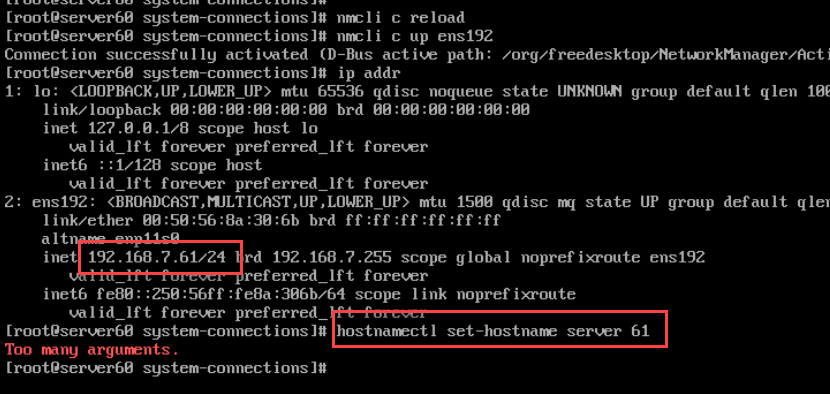 [root@server60 system-connections]#
[root@server60 system-connections]# nmcli c reload
[root@server60 system-connections]# nmcli c up ens192
Connection successfully activated (D-Bus active path: /org/freedesktop/NetworkManager/Acti
[root@server60 system-connections]# ip addr
1: lo: <LOOPBACK,UP,LOWER_UP> mtu 65536 qdisc noqueue state UNKNOWN group default qlen 100
link/loopback 00:00:00:00:00:00 brd 00:00:00:00:00:00
inet 127.0.0.1/8 scope host lo
valid_lft forever preferred_lft forever
inet6 ::1/128 scope host
valid_lft forever preferred_lft forever
2: ens192: <BROADCAST,MULTICAST,UP,LOWER_UP> mtu 1500 qdisc mq state UP group default qlen
link/ether 00:50:56:8a:30:6b brd ff:ff:ff:ff:ff:ff
altname enp11s0
inet 192.168.7.61/24 brd 192.168.7.255 scope global noprefixroute ens192
valid_lft forever preferred_lft forever
inet6 fe80::250:56ff:fe8a:306b/64 scope link noprefixroute
valid_lft forever preferred_lft forever
[root@server60 system-connections]# hostnamectl set-hostname server 61
Too many arguments.
[root@server60 system-connections]#